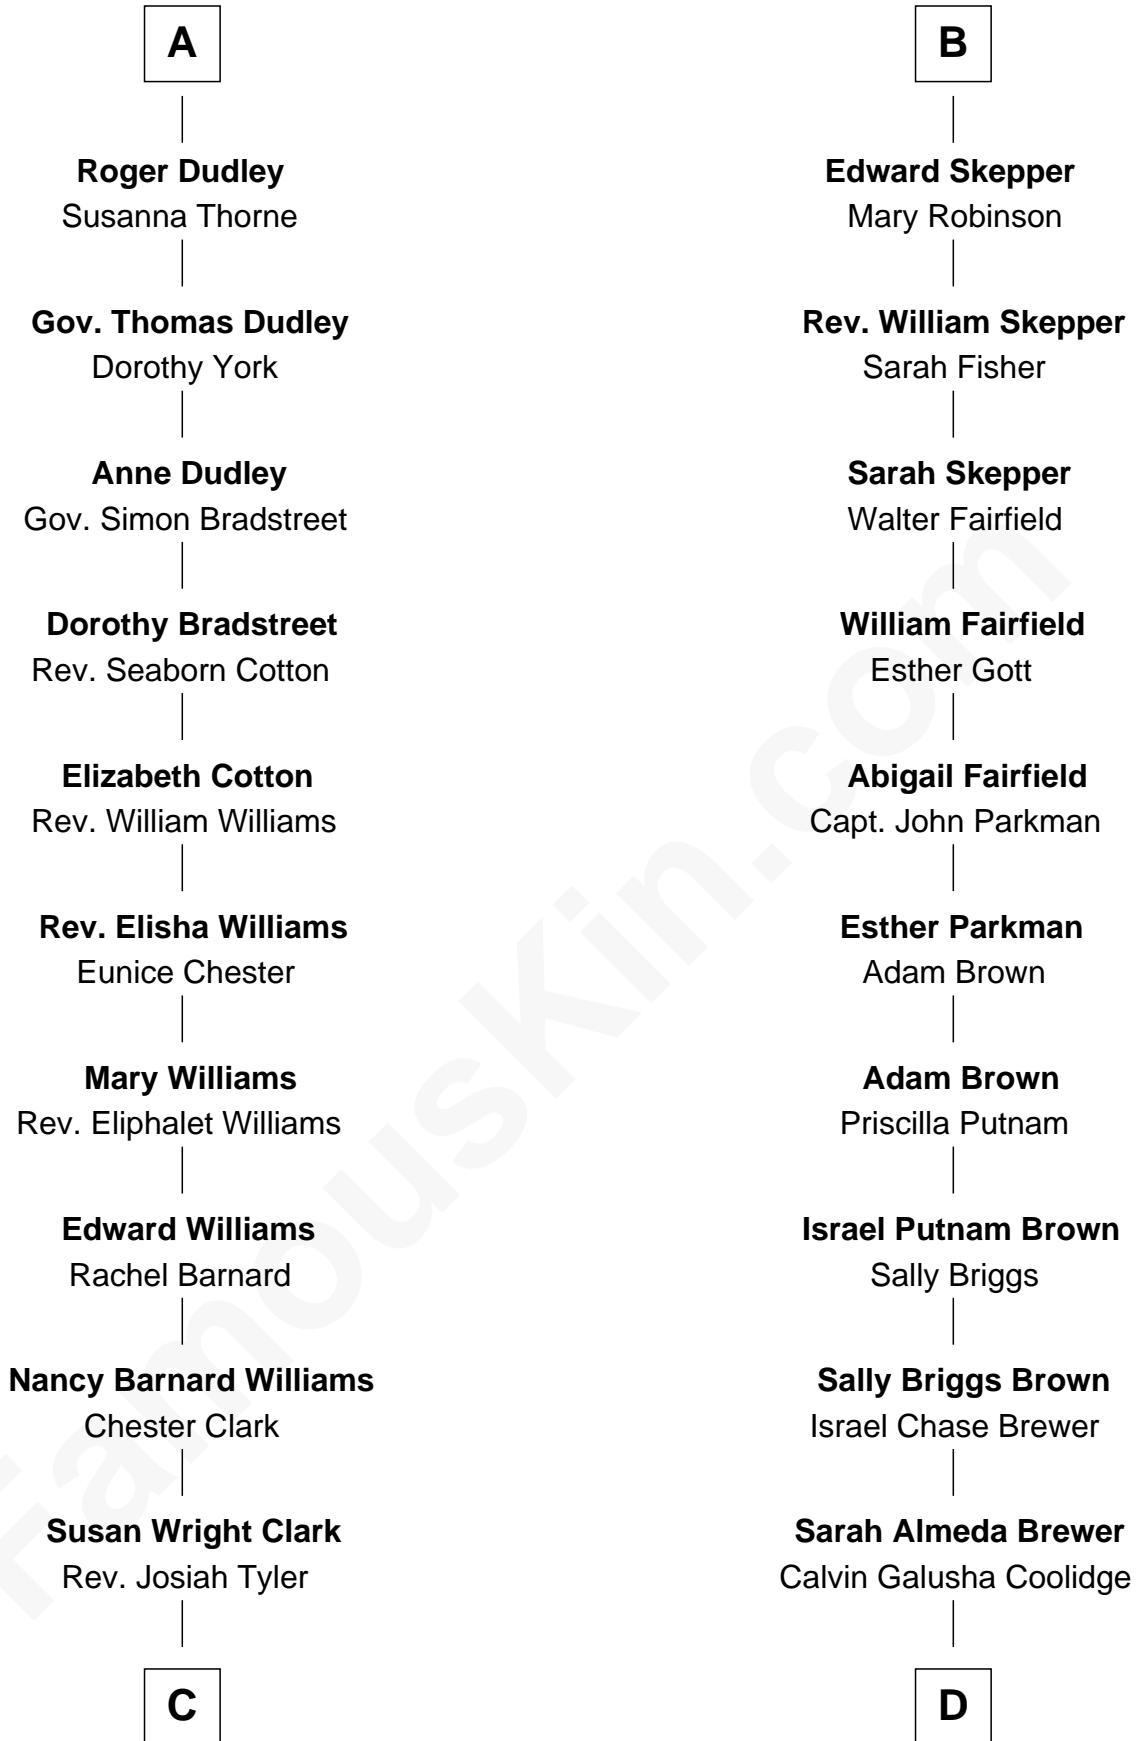 A
Roger Dudley
Susanna Thorne
Gov. Thomas Dudley
Dorothy York
Anne Dudley
Gov. Simon Bradstreet
Dorothy Bradstreet
Rev. Seaborn Cotton
Elizabeth Cotton
Rev. William Williams
Rev. Elisha Williams
Eunice Chester
Mary Williams
Rev. Eliphalet Williams
Edward Williams
Rachel Barnard
Nancy Barnard Williams
Chester Clark
Susan Wright Clark
Rev. Josiah Tyler
C
B
Edward Skepper
Mary Robinson
Rev. William Skepper
Sarah Fisher
Sarah Skepper
Walter Fairfield
William Fairfield
Esther Gott
Abigail Fairfield
Capt. John Parkman
Esther Parkman
Adam Brown
Adam Brown
Priscilla Putnam
Israel Putnam Brown
Sally Briggs
Sally Briggs Brown
Israel Chase Brewer
Sarah Almeda Brewer
Calvin Galusha Coolidge
D
FamousKin.com